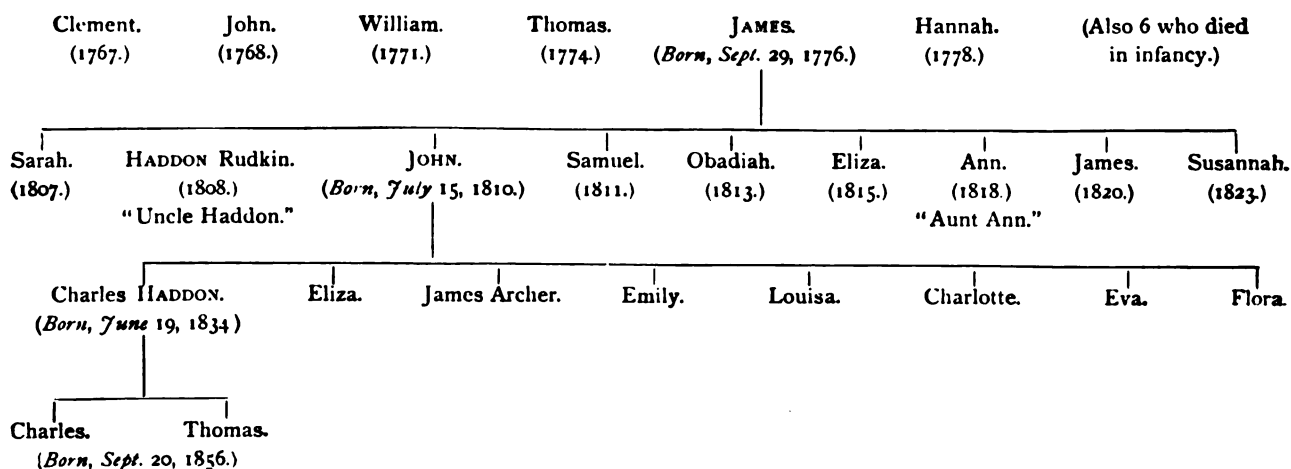 Clement. John. William. Thomas. JAMES. Hannah. (Also 6 who died
(1767.) (1768.) (1771.) (1774.) (Born, Sept. 29, 1776.) (1778.) in infancy.)
Sarah. HADDON Rudkin. JOHN. Samuel. Obadiah. Eliza. Ann. James. Susannah.
(1807.) (1808.) (Born, July 15, 1810.) (1811.) (1813.) (1815.) (1818.) (1820.) (1823.)
"Uncle Haddon." "Aunt Ann."
Charles HADDON. Eliza. James Archer. Emily. Louisa. Charlotte. Eva. Flora.
(Born, June 19, 1834)
Charles. Thomas.
(Born, Sept. 20, 1856.)